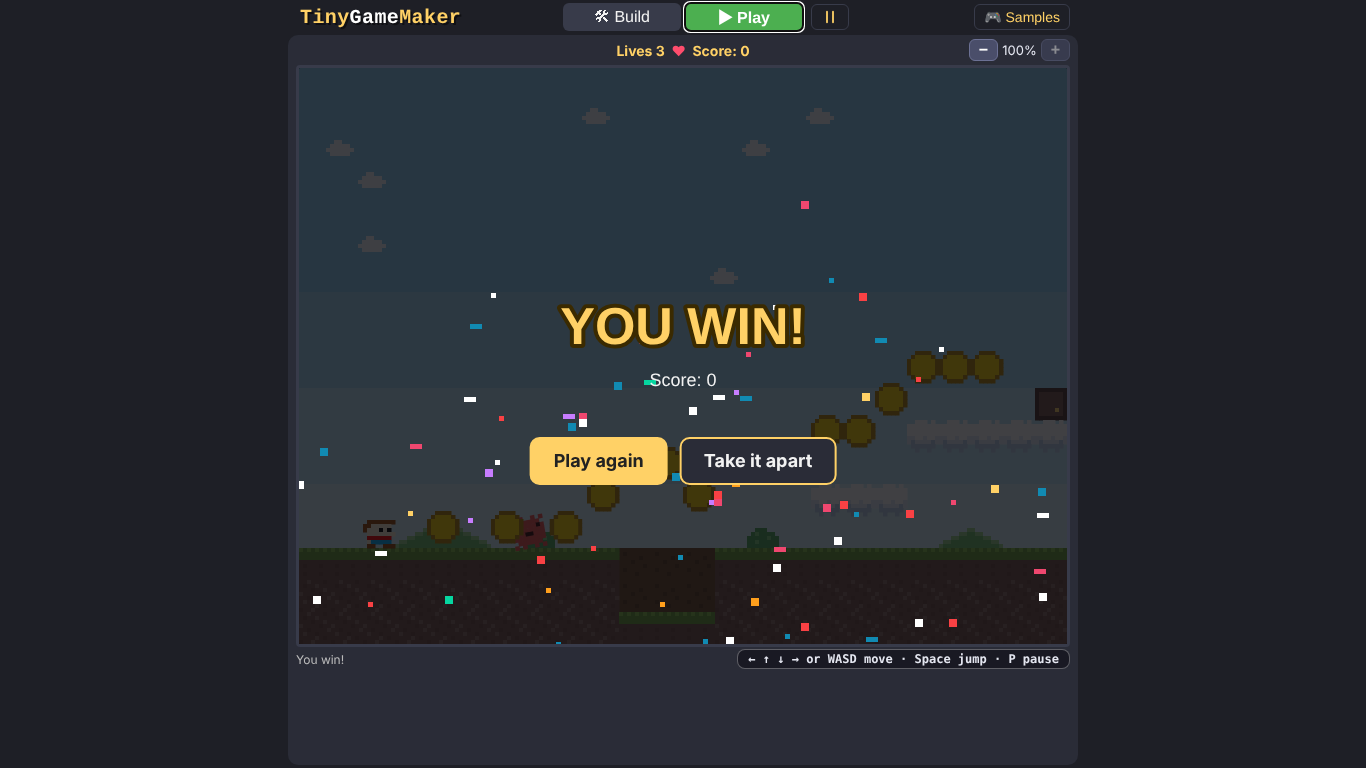 TinyGameMaker
🛠 Build
▶ Play
🎮 Samples
Lives 3 ♥ Score: 0
− 100% +
YOU WIN!
Score: 0
Play again
Take it apart
You win!
← ↑ ↓ → or WASD move · Space jump · P pause